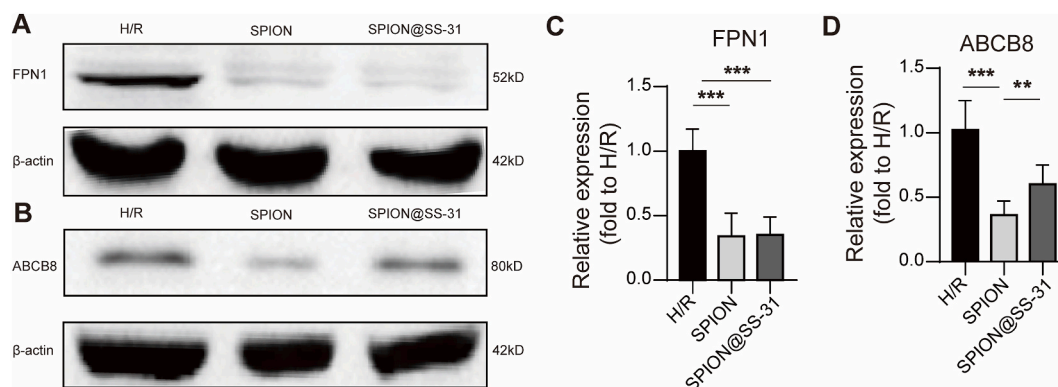 A
H/R SPION SPION@SS-31
FPN1 52kD
β-actin 42kD
B
H/R SPION SPION@SS-31
ABCB8 80kD
β-actin 42kD
C
FPN1
Relative expression
(fold to H/R)
1.5
1.0
0.5
0.0
***
***
H/R
SPION
SPION@SS-31
D
ABCB8
Relative expression
(fold to H/R)
1.5
1.0
0.5
0.0
*** **
H/R
SPION
SPION@SS-31